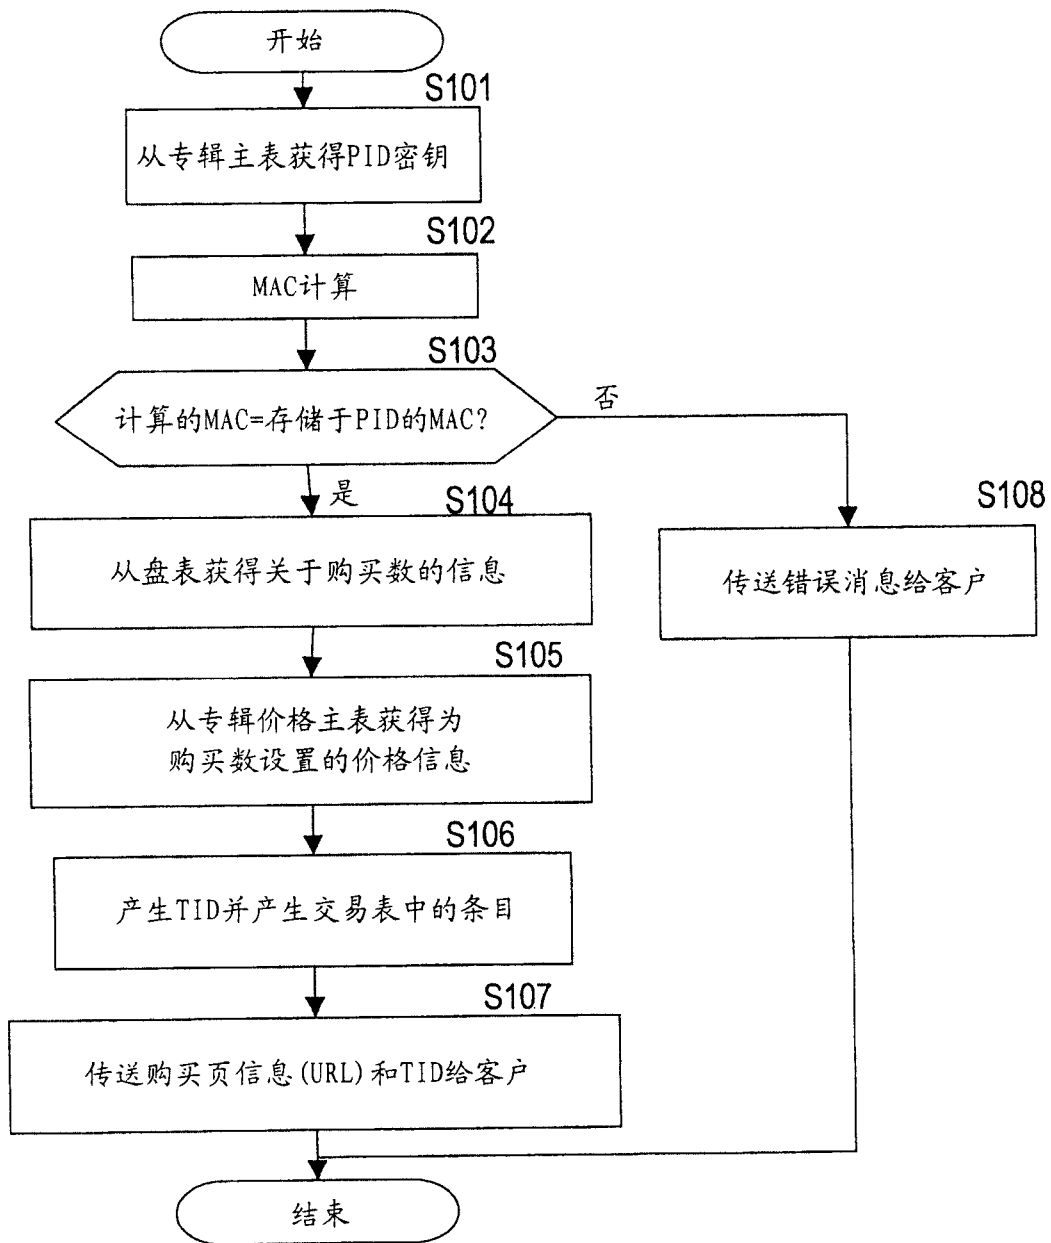 开始
S101
从专辑主表获得PID密钥
S102
MAC计算
S103
计算的MAC=存储于PID的MAC?
否
是
S104
从盘表获得关于购买数的信息
S108
传送错误消息给客户
S105
从专辑价格主表获得为
购买数设置的价格信息
S106
产生TID并产生交易表中的条目
S107
传送购买页信息(URL)和TID给客户
结束